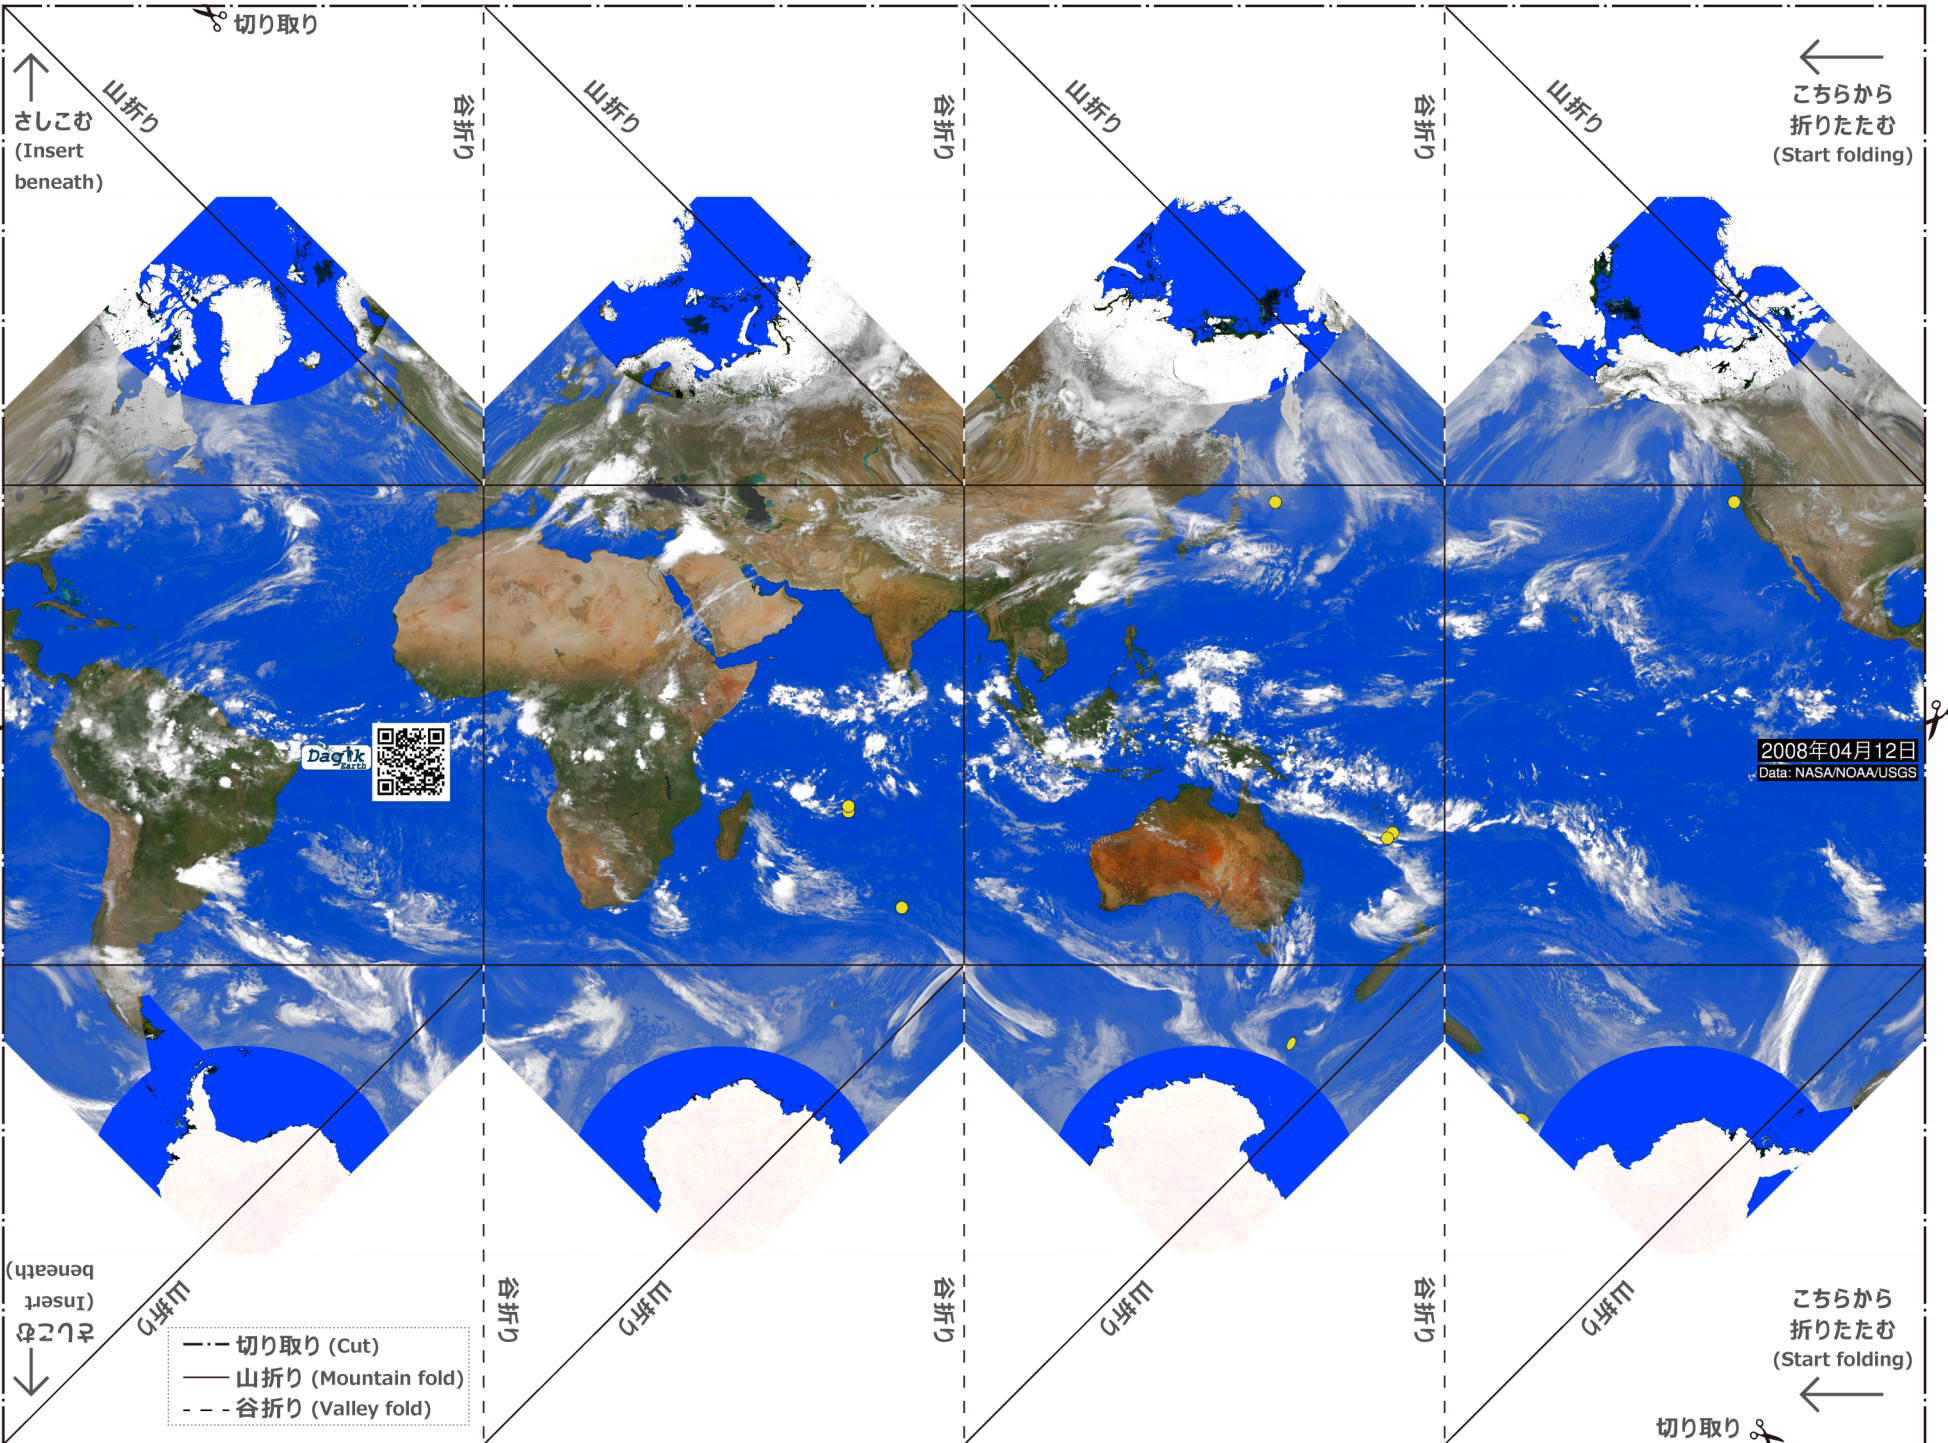 切り取り
さしこむ
(Insert
beneath)
山折り
谷折り
山折り
谷折り
山折り
谷折り
山折り
こちらから
折りたたむ
(Start folding)
Dagik
Earth
2008年04月12日
Data: NASA/NOAA/USGS
さしこむ
(Insert
beneath)
山折り
谷折り
山折り
谷折り
山折り
谷折り
山折り
こちらから
折りたたむ
(Start folding)
切り取り (Cut)
山折り (Mountain fold)
谷折り (Valley fold)
切り取り